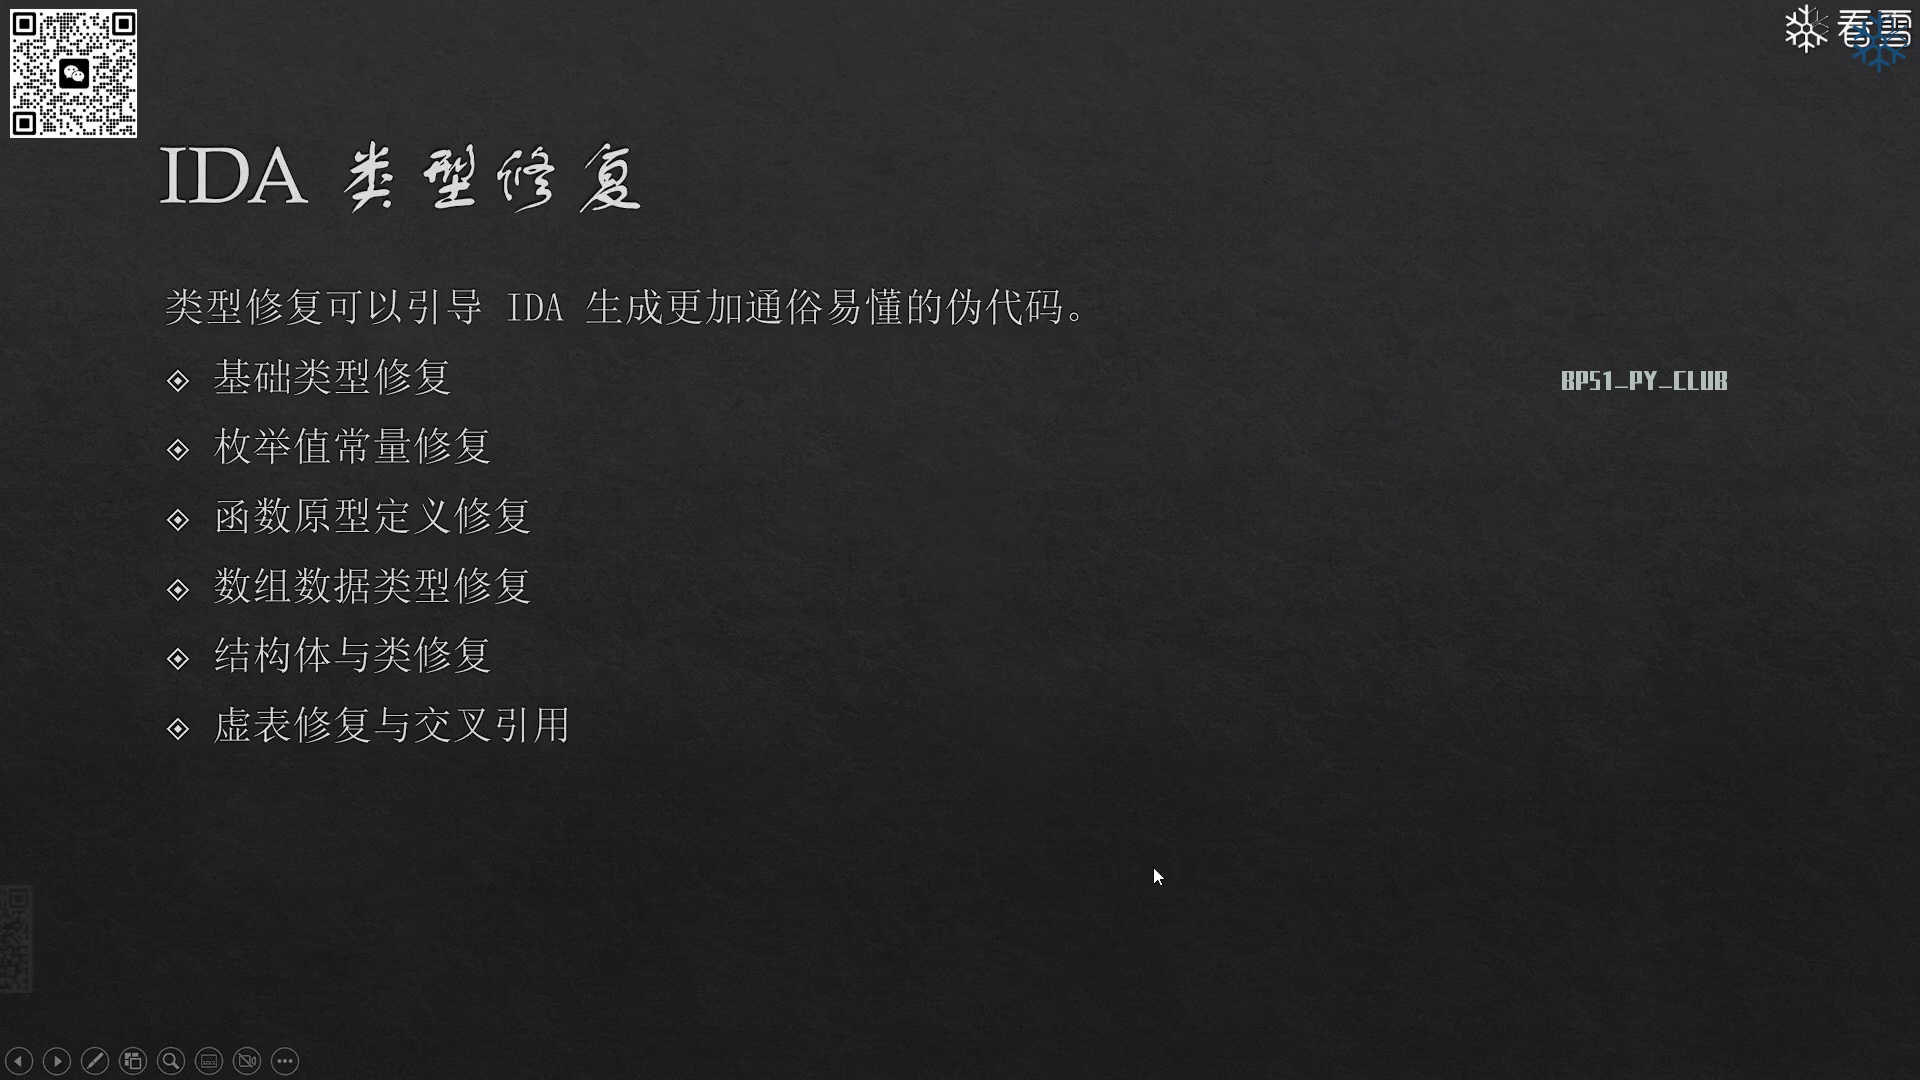 看雪
IDA 类型修复
类型修复可以引导 IDA 生成更加通俗易懂的伪代码。
基础类型修复
BP51_PY_CLUB
枚举值常量修复
函数原型定义修复
数组数据类型修复
结构体与类修复
虚表修复与交叉引用